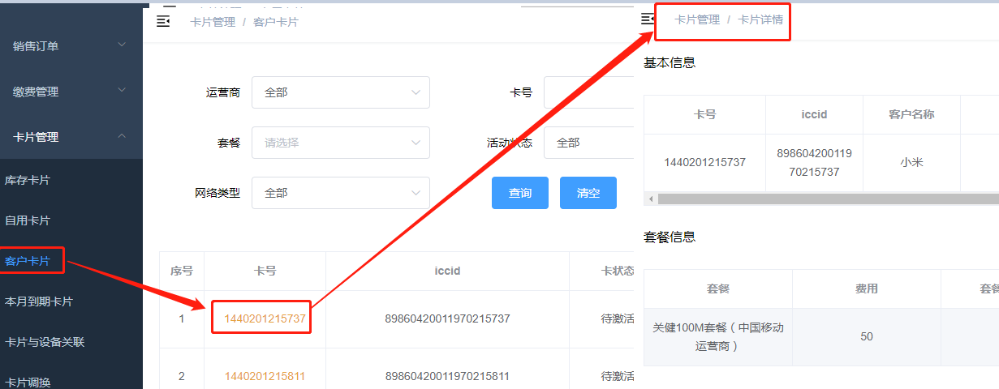 销售订单
缴费管理
卡片管理
库存卡片
自用卡片
客户卡片
本月到期卡片
卡片与设备关联
卡片调换
卡片管理 / 客户卡片
运营商 全部 卡号
套餐 请选择 活动状态 全部
网络类型 全部 查询 清空
序号 卡号 iccid 卡状态
1 1440201215737 89860420011970215737 待激活
2 1440201215811 89860420011970215811 待激活
卡片管理 / 卡片详情
基本信息
卡号 iccid 客户名称
1440201215737 898604200119 小米
70215737
套餐信息
套餐 费用 套餐
关健100M套餐（中国移动 50
运营商）